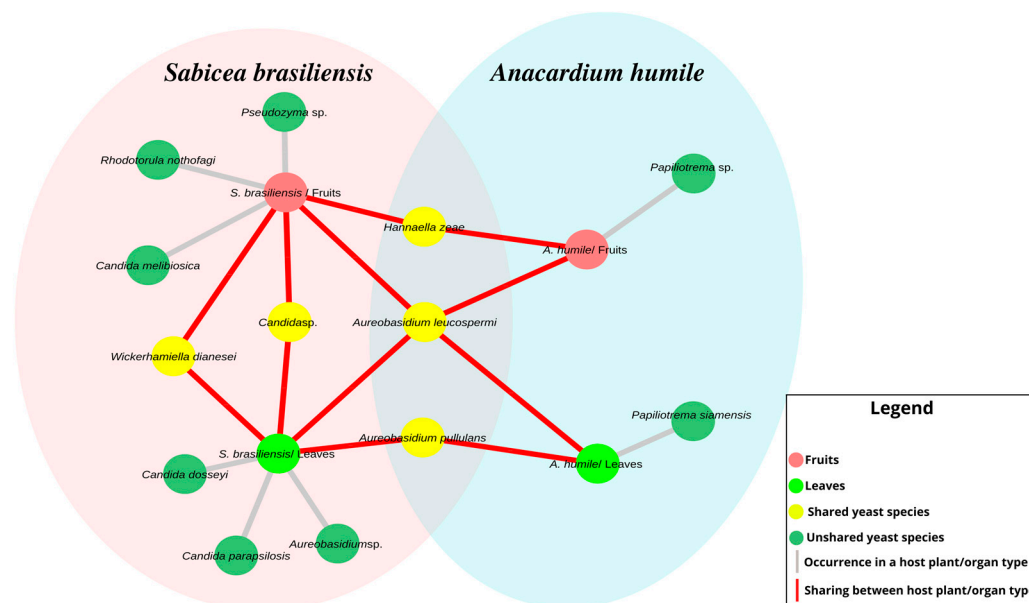 Sabicea brasiliensis
Anacardium humile
Pseudozyma sp.
Rhodotorula nothofagi
Papiliotrema sp.
S. brasiliensis / Fruits
Hannaella zeae
A. humile/ Fruits
Candida melibiosica
Candidasp.
Aureobasidium leucospermi
Wickerhamiella dianesei
Papiliotrema siamensis
Aureobasidium pullulans
S. brasiliensis/ Leaves
A. humile/ Leaves
Candida dosseyi
Aureobasidiumsp.
Candida parapsilosis
Legend
Fruits
Leaves
Shared yeast species
Unshared yeast species
Occurrence in a host plant/organ type
Sharing between host plant/organ typ